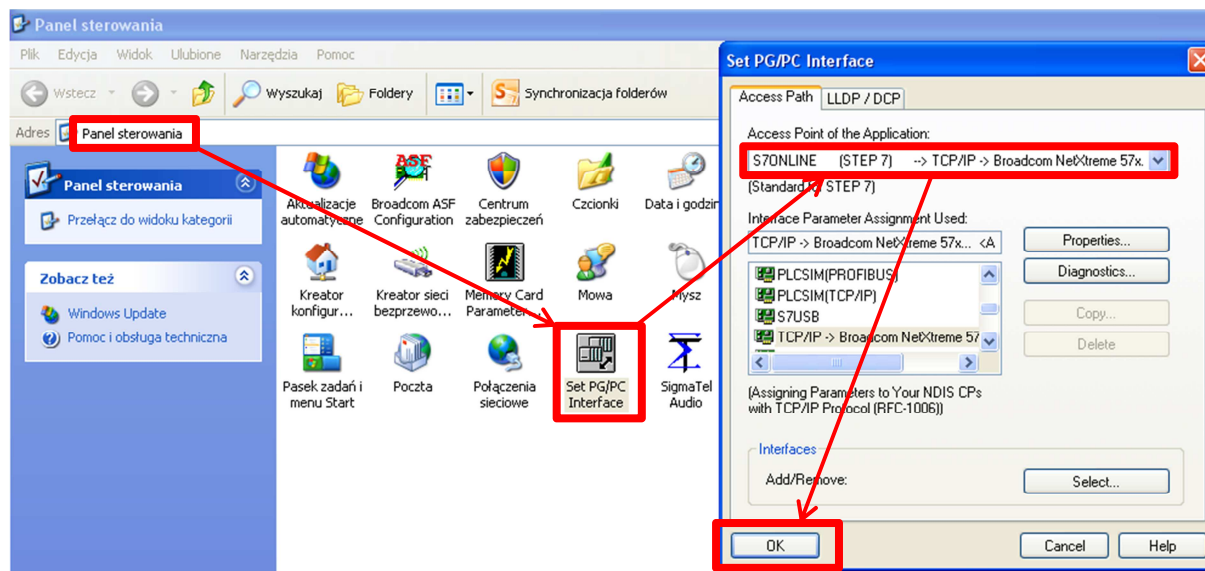 Panel sterowania
Plik Edycja Widok Ulubione Narzędzia Pomoc
Wstecz Wyszukaj Foldery Synchronizacja folderów
Adres Panel sterowania
Panel sterowania
Przełącz do widoku kategorii
Zobacz też
Windows Update
Pomoc i obsługa techniczna
Aktualizacje automatyczne
Broadcom ASF Configuration
Centrum zabezpieczeń
Czcionki
Data i godzin
Kreator konfigur...
Kreator sieci bezprzewo...
Memory Card Parameter ...
Mowa
Mysz
Pasek zadań i menu Start
Poczta
Połączenia sieciowe
Set PG/PC Interface
SigmaTel Audio
Set PG/PC Interface
Access Path LLDP / DCP
Access Point of the Application:
S7ONLINE (STEP 7) --> TCP/IP -> Broadcom NetXtreme 57x.
(Standard for STEP 7)
Interface Parameter Assignment Used:
TCP/IP -> Broadcom NetXtreme 57x... <A
Properties...
PLCSIM(PROFIBUS)
PLCSIM(TCP/IP)
S7USB
TCP/IP -> Broadcom NetXtreme 57
Diagnostics...
Copy...
Delete
(Assigning Parameters to Your NDIS CPs
with TCP/IP Protocol (RFC-1006))
Interfaces
Add/Remove:
Select...
OK
Cancel
Help